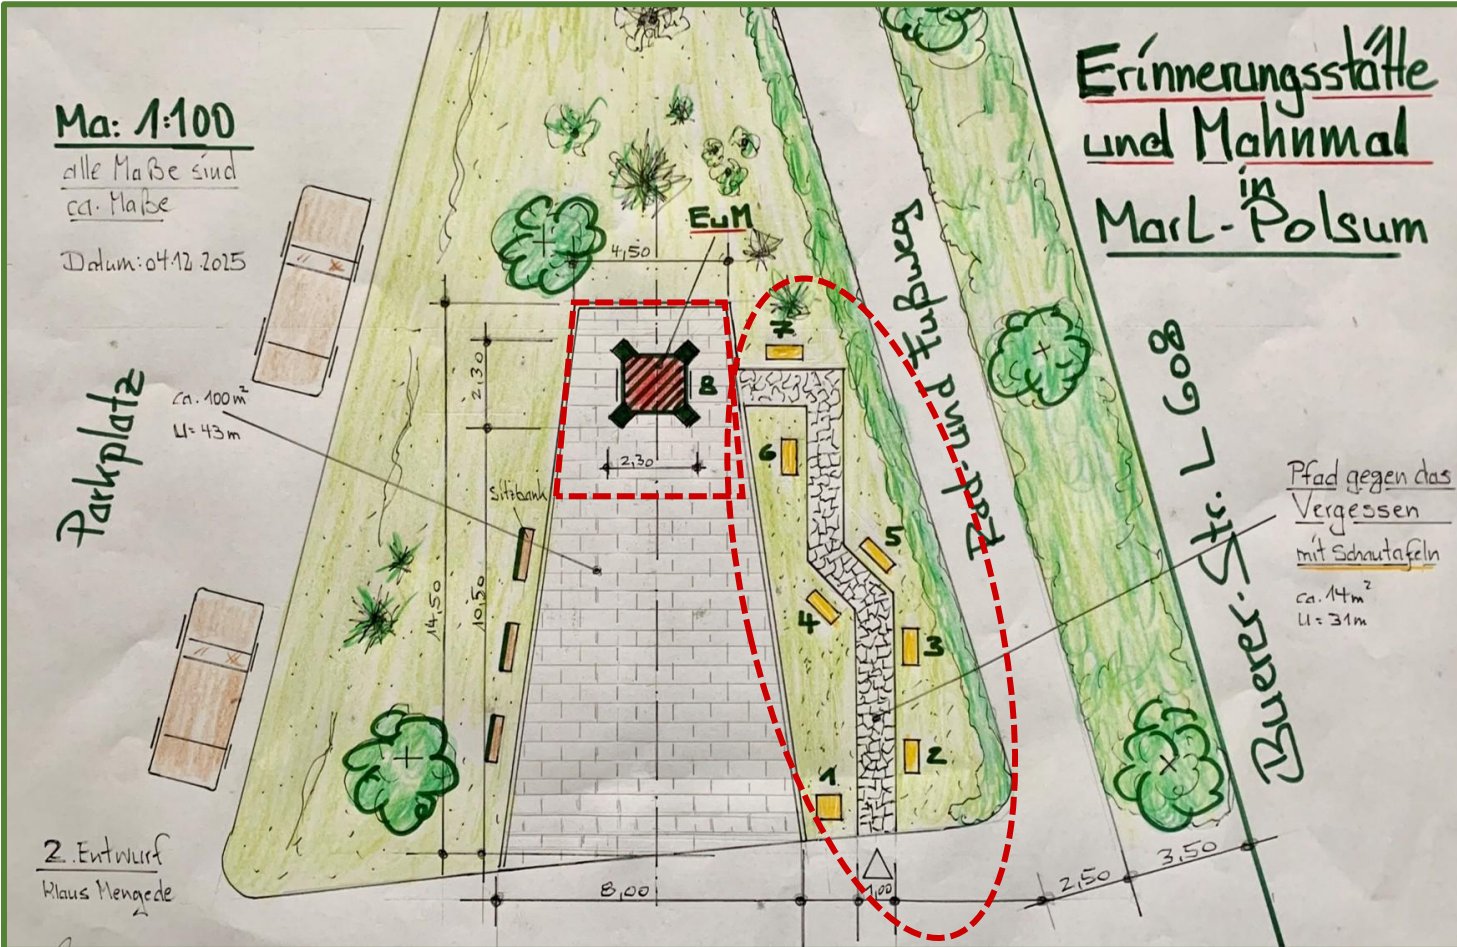 Ma: 1:100
alle Maße sind
ca. Maße
Datum: 04.12.2025
Erinnerungsstätte
und Mahnmal
in
Marl-Polsum
EuM
4,50
7
8
2,30
2,30
6
Rad- und Fußweg
Parkplatz
ca. 100 m²
U= 43 m
Sitzbank
5
4
3
2
1
14,50
10,50
Buerer-Str. L 608
Pfad gegen das
Vergessen
mit Schautafeln
ca. 14 m²
U= 31 m
2. Entwurf
Klaus Mengede
8,00
1,00
2,50
3,50